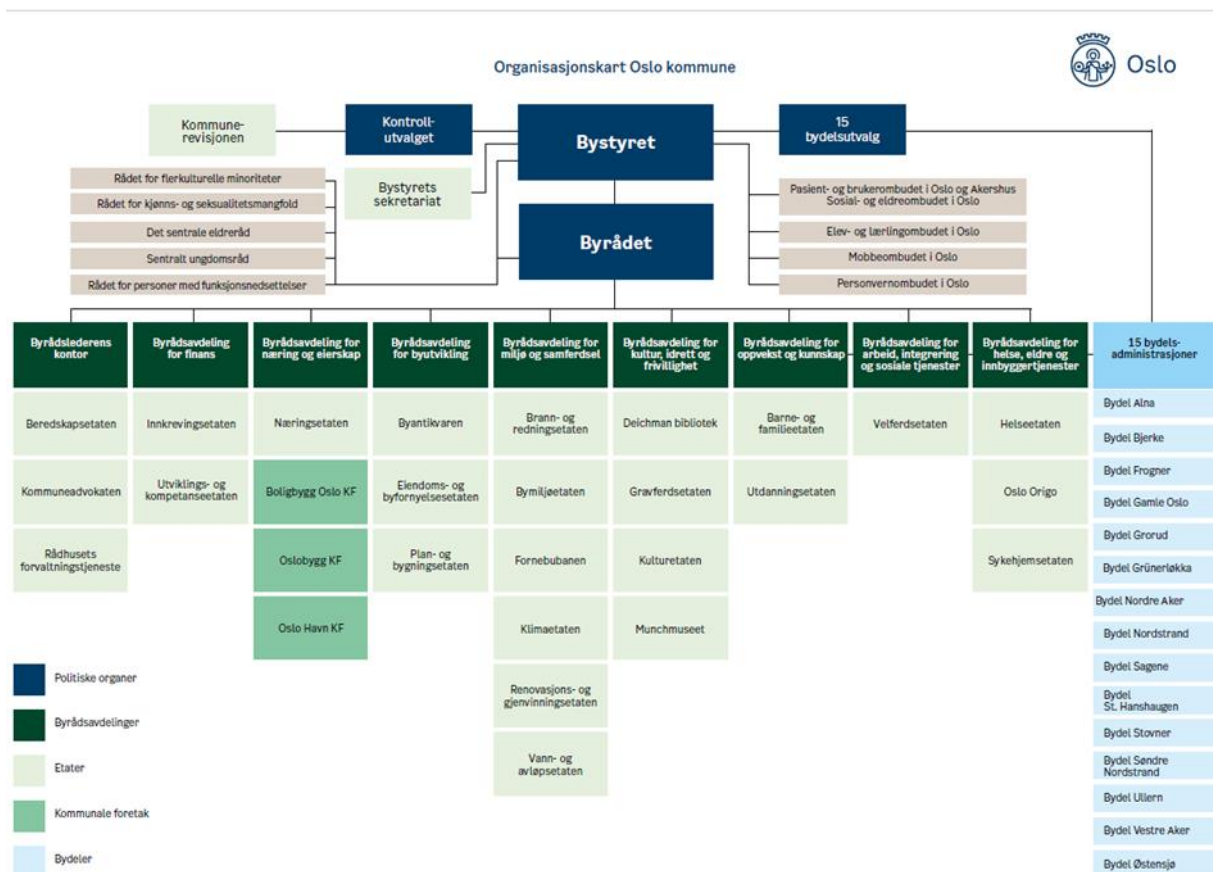 Organisasjonskart Oslo kommune
Oslo
Kommune-
revisjonen
Kontroll-
utvalget
Bystyret
15
bydelsutvalg
Rådet for flerkulturelle minoriteter
Rådet for kjønns- og seksualitetsmangfold
Det sentrale eldreråd
Sentralt ungdomsråd
Rådet for personer med funksjonsnedsettelser
Bystyrets
sekretariat
Byrådet
Pasient- og brukerombudet i Oslo og Akershus
Sosial- og eldreombudet i Oslo
Elev- og lærlingombudet i Oslo
Mobbeombudet i Oslo
Personvernombudet i Oslo
Byrådslederens
kontor
Beredskapsetaten
Kommuneadvokaten
Rådhusets
forvaltningstjeneste
Byrådsavdeling
for finans
Innkrevingsetaten
Utviklings- og
kompetanseetaten
Byrådsavdeling for
næring og eierskap
Næringsetaten
Boligbygg Oslo KF
Oslobygg KF
Oslo Havn KF
Byrådsavdeling
for byutvikling
Byantikvaren
Eiendoms- og
byfornyelsesetaten
Plan- og
bygningsetaten
Byrådsavdeling for
miljø og samferdsel
Brann- og
redningsetaten
Bymiljøetaten
Fornebubanen
Klimaetaten
Renovasjons- og
gjenvinningsetaten
Vann- og
avløpsetaten
Byrådsavdeling for
kultur, idrett og
frivillighet
Deichman bibliotek
Gravferdsetaten
Kulturetaten
Munchmuseet
Byrådsavdeling for
oppvekst og kunnskap
Barne- og
familieetaten
Utdanningsetaten
Byrådsavdeling for
arbeid, integrering
og sosiale tjenester
Velferdsetaten
Byrådsavdeling for
helse, eldre og
innbyggertjenester
Helseetaten
Oslo Origo
Sykehjemsetaten
15 bydels-
administrasjoner
Bydel Alna
Bydel Bjerke
Bydel Frogner
Bydel Gamle Oslo
Bydel Grorud
Bydel Grünerløkka
Bydel Nordre Aker
Bydel Nordstrand
Bydel Sagene
Bydel
St. Hanshaugen
Bydel Stovner
Bydel Søndre
Nordstrand
Bydel Ullern
Bydel Vestre Aker
Bydel Østensjø
Politiske organer
Byrådsavdelinger
Etater
Kommunale foretak
Bydeler